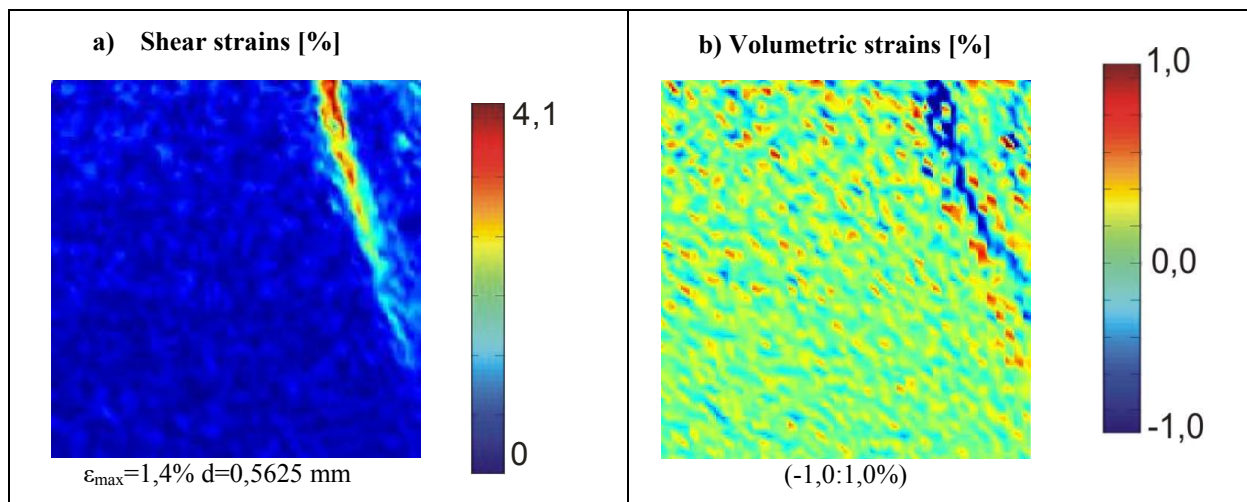 a) Shear strains [%]
4,1
0
εmax=1,4% d=0,5625 mm
b) Volumetric strains [%]
1,0
0,0
-1,0
(-1,0:1,0%)